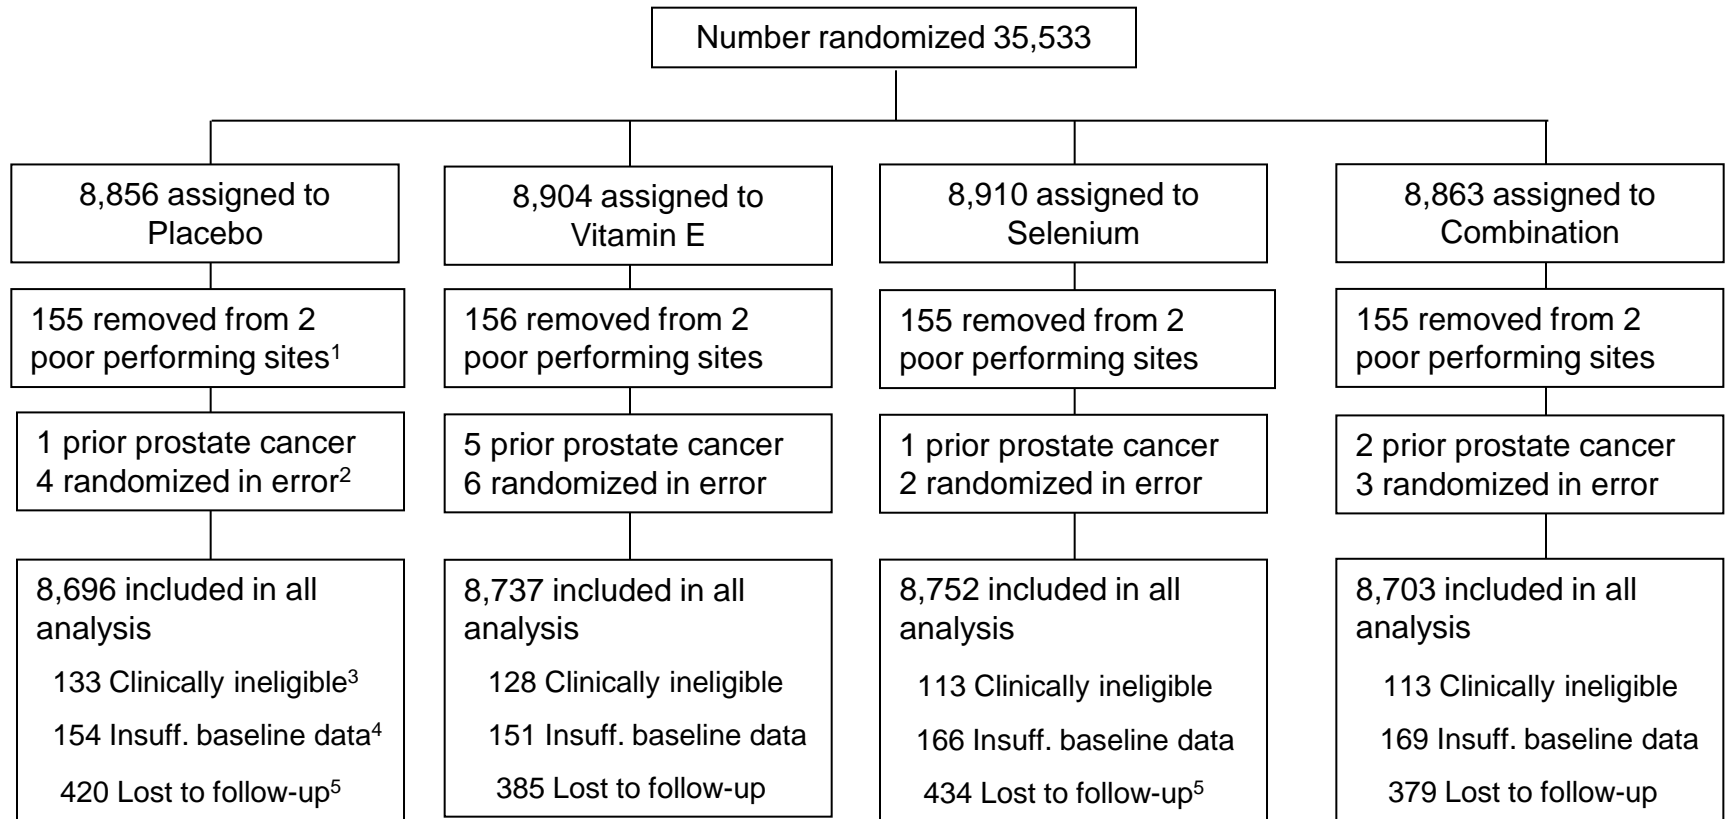 Number randomized 35,533
8,856 assigned to
Placebo
8,904 assigned to
Vitamin E
8,910 assigned to
Selenium
8,863 assigned to
Combination
155 removed from 2
poor performing sites¹
156 removed from 2
poor performing sites
155 removed from 2
poor performing sites
155 removed from 2
poor performing sites
1 prior prostate cancer
4 randomized in error²
5 prior prostate cancer
6 randomized in error
1 prior prostate cancer
2 randomized in error
2 prior prostate cancer
3 randomized in error
8,696 included in all
analysis
133 Clinically ineligible³
154 Insuff. baseline data⁴
420 Lost to follow-up⁵
8,737 included in all
analysis
128 Clinically ineligible
151 Insuff. baseline data
385 Lost to follow-up
8,752 included in all
analysis
113 Clinically ineligible
166 Insuff. baseline data
434 Lost to follow-up⁵
8,703 included in all
analysis
113 Clinically ineligible
169 Insuff. baseline data
379 Lost to follow-up